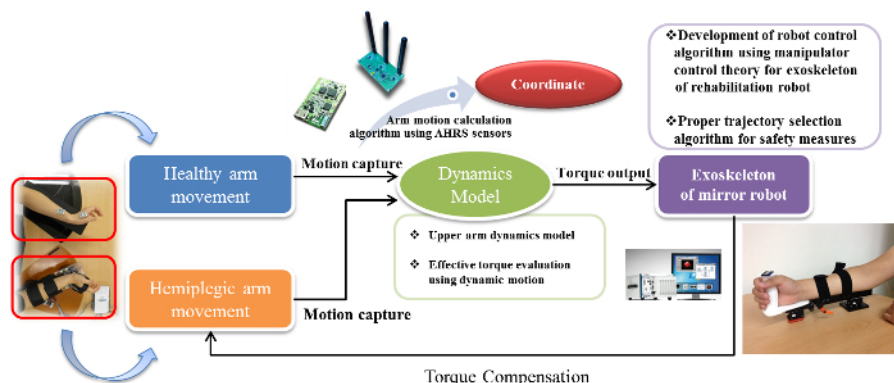 ❖Development of robot control
algorithm using manipulator
control theory for exoskeleton
of rehabilitation robot
❖Proper trajectory selection
algorithm for safety measures
Coordinate
Arm motion calculation
algorithm using AHRS sensors
Healthy arm
movement
Motion capture
Dynamics
Model
Torque output
Exoskeleton
of mirror robot
❖ Upper arm dynamics model
❖ Effective torque evaluation
using dynamic motion
Hemiplegic arm
movement
Motion capture
Torque Compensation